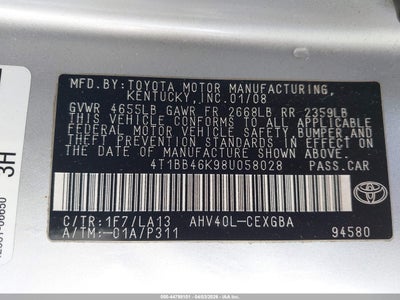 MFD.BY:TOYOTA MOTOR MANUFACTURING,
KENTUCKY,INC.01/08
GVWR 4655LB GAWR FR 2668LB RR 2359LB
THIS VEHICLE CONFORMS TO ALL APPLICABLE
FEDERAL MOTOR VEHICLE SAFETY,BUMPER,AND
THEFT PREVENTION STANDARDS IN EFFECT ON
THE DATE OF MANUFACTURE SHOWN ABOVE.
4T1BB46K98U058028 PASS.CAR
C/TR:1F7/LA13 AHV40L-CEXGBA
A/TM:-01A/P311 94580
TOYOTA
3H